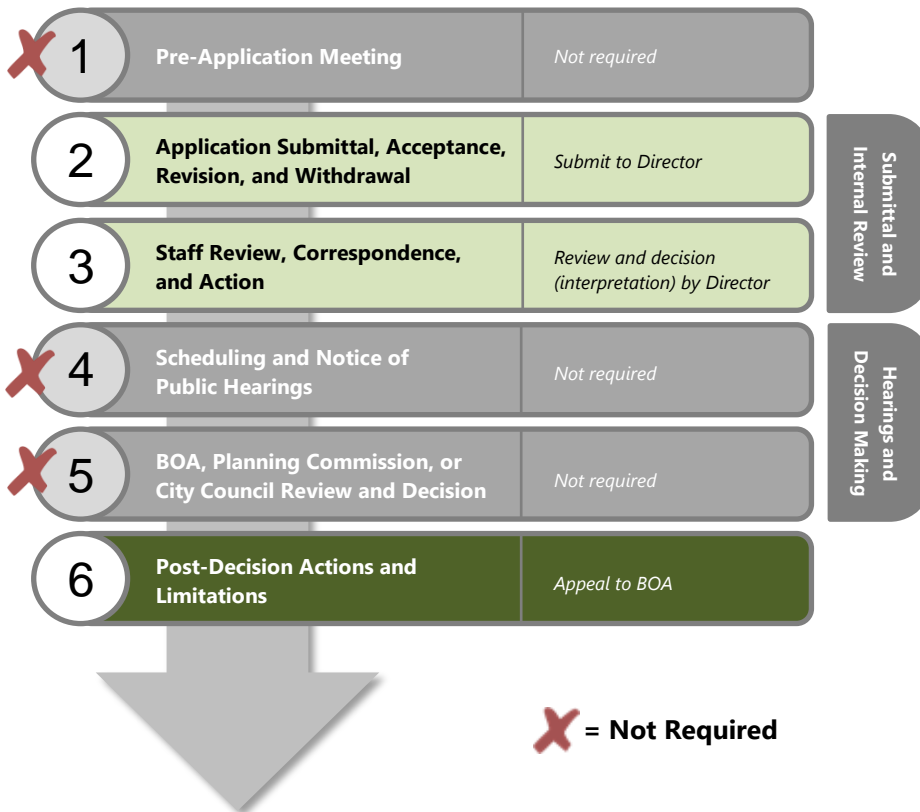 1
Pre-Application Meeting
Not required
2
Application Submittal, Acceptance,
Revision, and Withdrawal
Submit to Director
3
Staff Review, Correspondence,
and Action
Review and decision
(interpretation) by Director
Submittal and
Internal Review
4
Scheduling and Notice of
Public Hearings
Not required
5
BOA, Planning Commission, or
City Council Review and Decision
Not required
Hearings and
Decision Making
6
Post-Decision Actions and
Limitations
Appeal to BOA
= Not Required